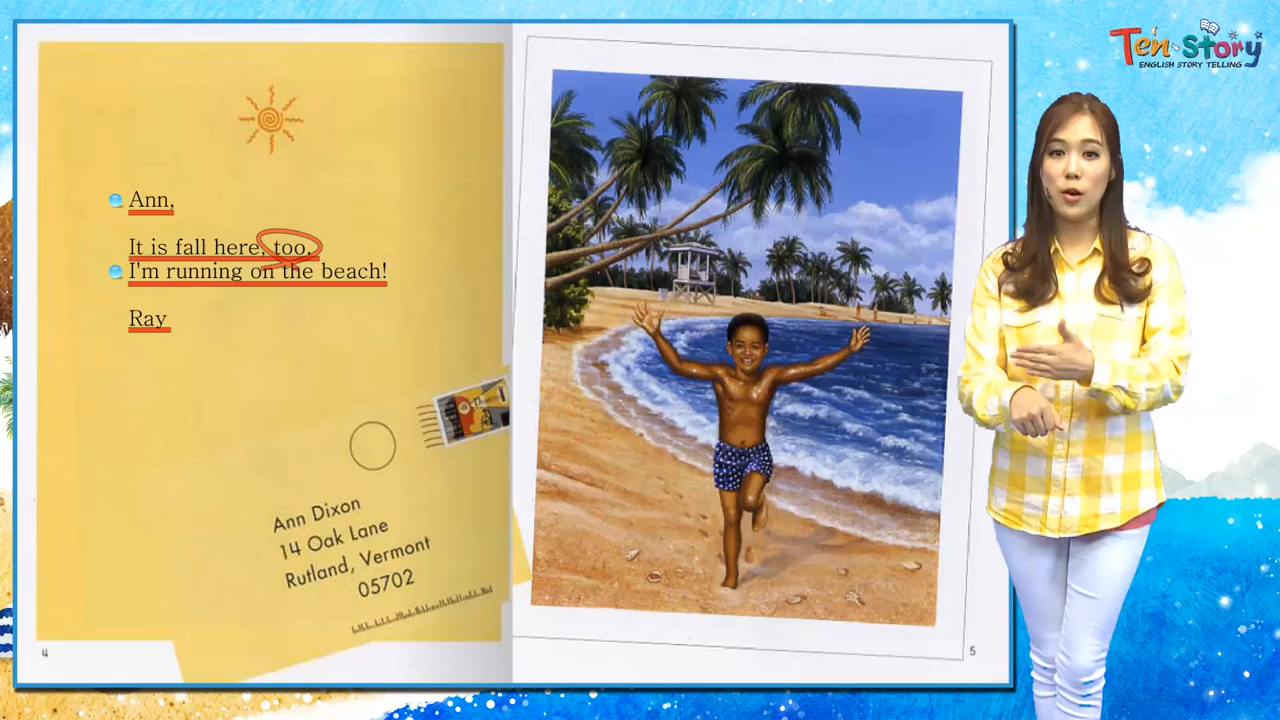 Ann,
It is fall here, too.
I'm running on the beach!
Ray
Ann Dixon
14 Oak Lane
Rutland, Vermont
05702
4
5
Ten Story
ENGLISH STORY TELLING